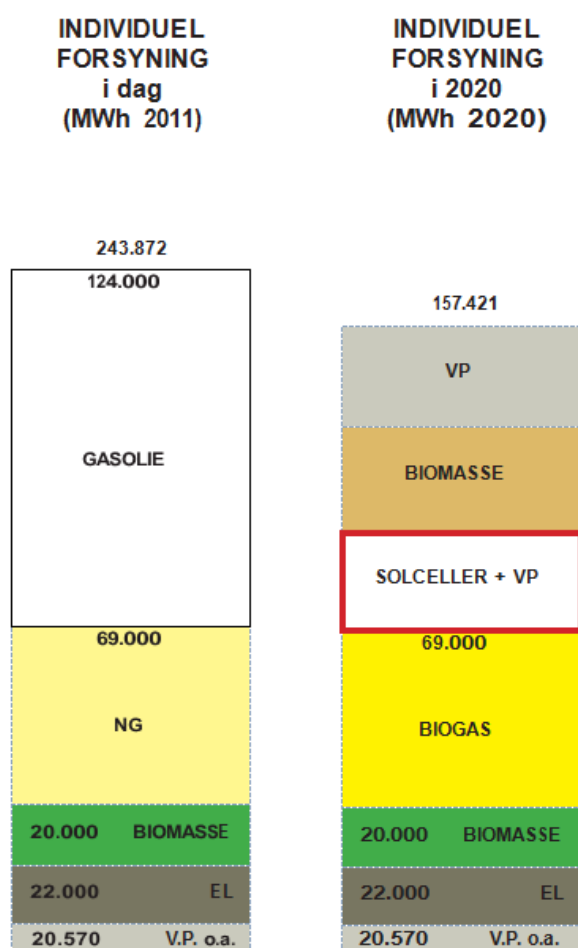 INDIVIDUEL
FORSYNING
i dag
(MWh 2011)
243.872
124.000
GASOLIE
69.000
NG
20.000 BIOMASSE
22.000 EL
20.570 V.P. o.a.
INDIVIDUEL
FORSYNING
i 2020
(MWh 2020)
157.421
VP
BIOMASSE
SOLCELLER + VP
69.000
BIOGAS
20.000 BIOMASSE
22.000 EL
20.570 V.P. o.a.